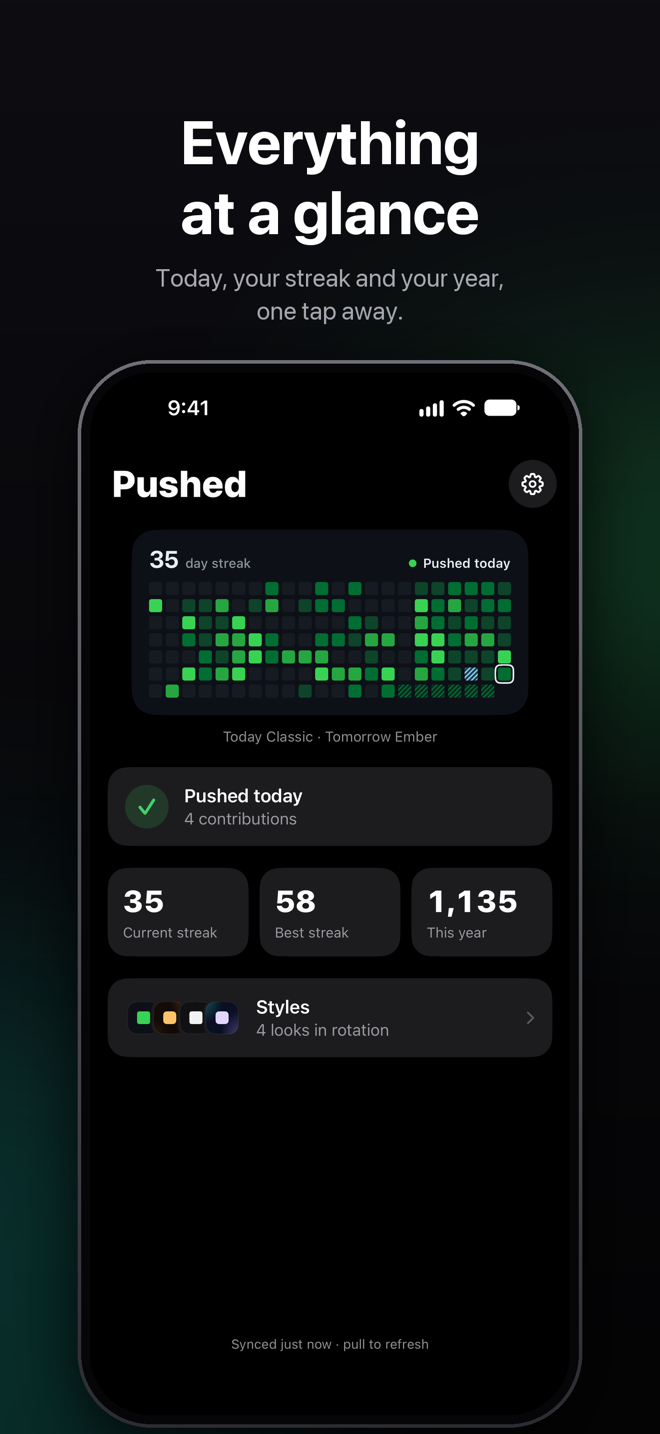 Everything
at a glance
Today, your streak and your year,
one tap away.
9:41
Pushed
35 day streak
Pushed today
Today Classic · Tomorrow Ember
Pushed today
4 contributions
35
Current streak
58
Best streak
1,135
This year
Styles
4 looks in rotation
Synced just now · pull to refresh